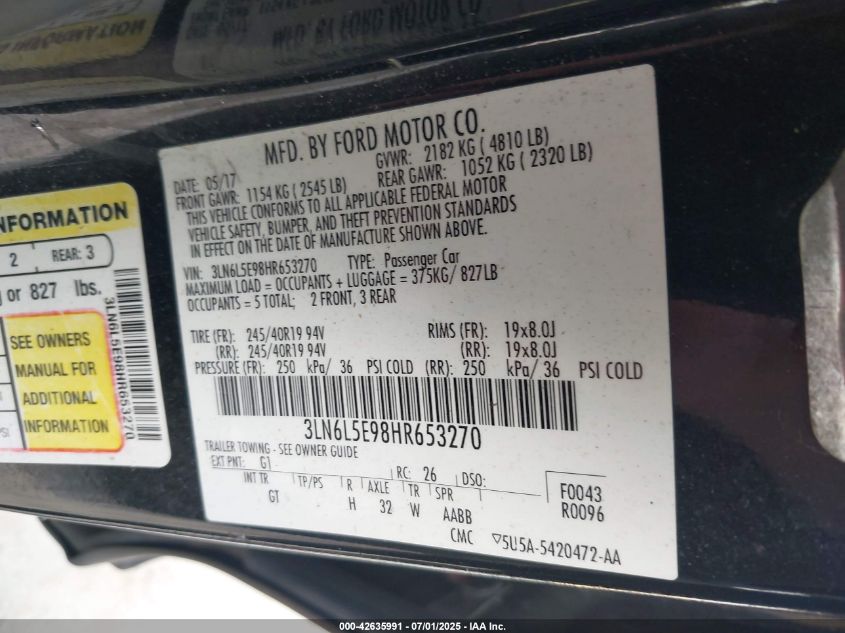 MFD. BY FORD MOTOR CO.
DATE: 05/17
GVWR: 2182 KG ( 4810 LB)
FRONT GAWR: 1154 KG ( 2545 LB)
REAR GAWR: 1052 KG ( 2320 LB)
THIS VEHICLE CONFORMS TO ALL APPLICABLE FEDERAL MOTOR
VEHICLE SAFETY, BUMPER, AND THEFT PREVENTION STANDARDS
IN EFFECT ON THE DATE OF MANUFACTURE SHOWN ABOVE.
VIN: 3LN6L5E98HR653270 TYPE: Passenger Car
MAXIMUM LOAD = OCCUPANTS + LUGGAGE = 375KG/ 827LB
OCCUPANTS = 5 TOTAL; 2 FRONT, 3 REAR
TIRE (FR): 245/40R19 94V RIMS (FR): 19x8.0J
(RR): 245/40R19 94V (RR): 19x8.0J
PRESSURE (FR): 250 kPa/ 36 PSI COLD (RR): 250 kPa/ 36 PSI COLD
3LN6L5E98HR653270
TRAILER TOWING - SEE OWNER GUIDE
EXT PNT: G1 RC: 26 DSO:
INT TR TP/PS R AXLE TR SPR
GT H 32 W AABB
CMC
F0043
R0096
▽5U5A-5420472-AA
INFORMATION
2 REAR: 3
or 827 lbs.
SEE OWNERS
MANUAL FOR
ADDITIONAL
INFORMATION
3LN6L5E98HR653270
000-42635991 - 07/01/2025 - IAA Inc.